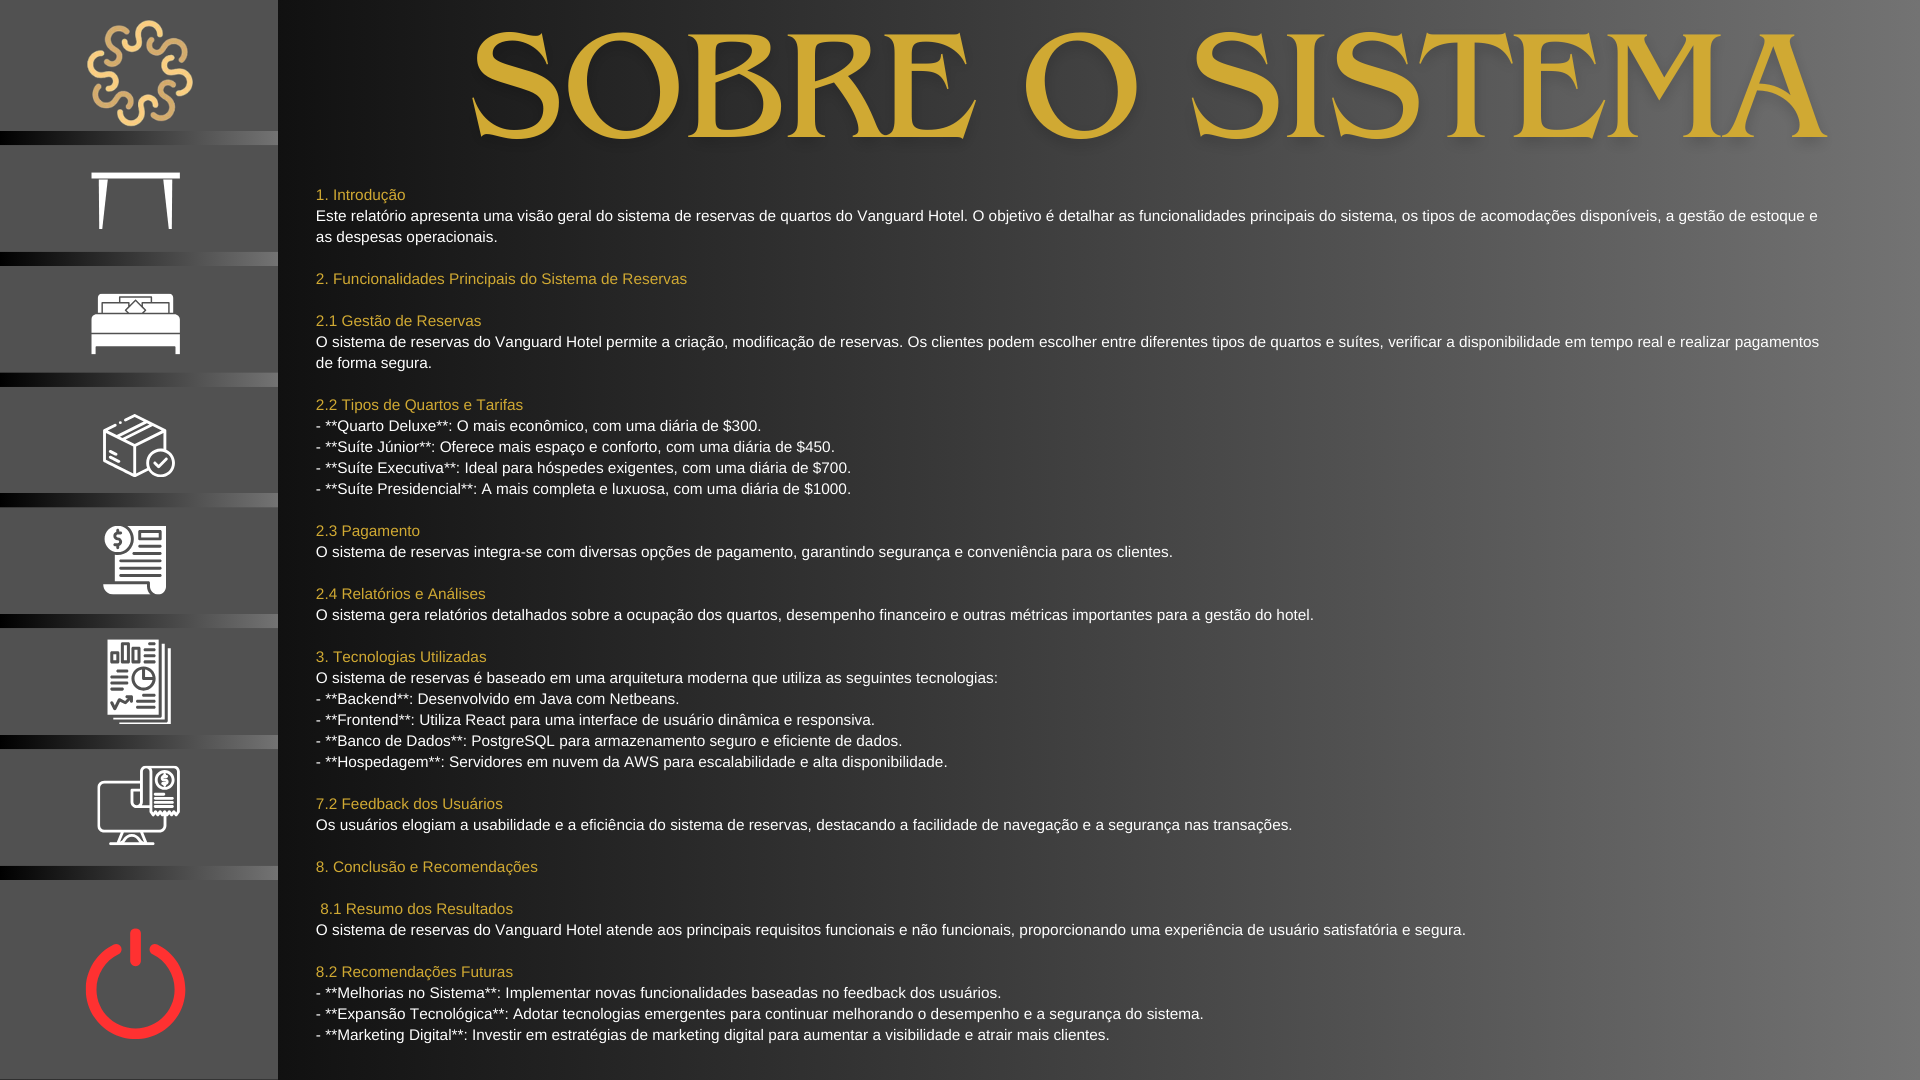 SOBRE O SISTEMA
1. Introdução
Este relatório apresenta uma visão geral do sistema de reservas de quartos do Vanguard Hotel. O objetivo é detalhar as funcionalidades principais do sistema, os tipos de acomodações disponíveis, a gestão de estoque e
as despesas operacionais.
2. Funcionalidades Principais do Sistema de Reservas
2.1 Gestão de Reservas
O sistema de reservas do Vanguard Hotel permite a criação, modificação de reservas. Os clientes podem escolher entre diferentes tipos de quartos e suítes, verificar a disponibilidade em tempo real e realizar pagamentos
de forma segura.
2.2 Tipos de Quartos e Tarifas
- **Quarto Deluxe**: O mais econômico, com uma diária de $300.
- **Suíte Júnior**: Oferece mais espaço e conforto, com uma diária de $450.
- **Suíte Executiva**: Ideal para hóspedes exigentes, com uma diária de $700.
- **Suíte Presidencial**: A mais completa e luxuosa, com uma diária de $1000.
2.3 Pagamento
O sistema de reservas integra-se com diversas opções de pagamento, garantindo segurança e conveniência para os clientes.
2.4 Relatórios e Análises
O sistema gera relatórios detalhados sobre a ocupação dos quartos, desempenho financeiro e outras métricas importantes para a gestão do hotel.
3. Tecnologias Utilizadas
O sistema de reservas é baseado em uma arquitetura moderna que utiliza as seguintes tecnologias:
- **Backend**: Desenvolvido em Java com Netbeans.
- **Frontend**: Utiliza React para uma interface de usuário dinâmica e responsiva.
- **Banco de Dados**: PostgreSQL para armazenamento seguro e eficiente de dados.
- **Hospedagem**: Servidores em nuvem da AWS para escalabilidade e alta disponibilidade.
7.2 Feedback dos Usuários
Os usuários elogiam a usabilidade e a eficiência do sistema de reservas, destacando a facilidade de navegação e a segurança nas transações.
8. Conclusão e Recomendações
8.1 Resumo dos Resultados
O sistema de reservas do Vanguard Hotel atende aos principais requisitos funcionais e não funcionais, proporcionando uma experiência de usuário satisfatória e segura.
8.2 Recomendações Futuras
- **Melhorias no Sistema**: Implementar novas funcionalidades baseadas no feedback dos usuários.
- **Expansão Tecnológica**: Adotar tecnologias emergentes para continuar melhorando o desempenho e a segurança do sistema.
- **Marketing Digital**: Investir em estratégias de marketing digital para aumentar a visibilidade e atrair mais clientes.